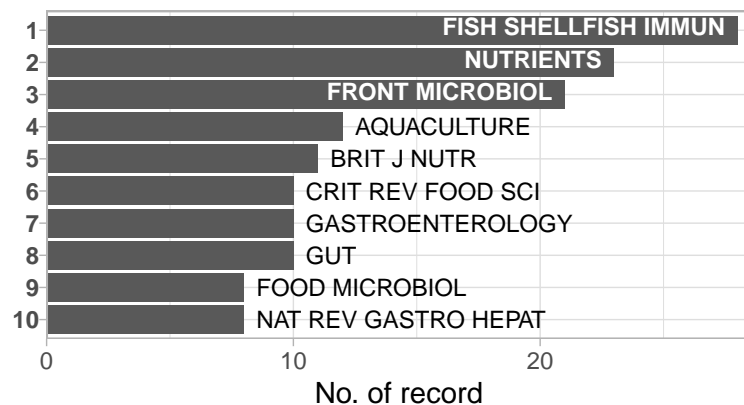 1 FISH SHELLFISH IMMUN
2 NUTRIENTS
3 FRONT MICROBIOL
4 AQUACULTURE
5 BRIT J NUTR
6 CRIT REV FOOD SCI
7 GASTROENTEROLOGY
8 GUT
9 FOOD MICROBIOL
10 NAT REV GASTRO HEPAT
0 10 20
No. of record